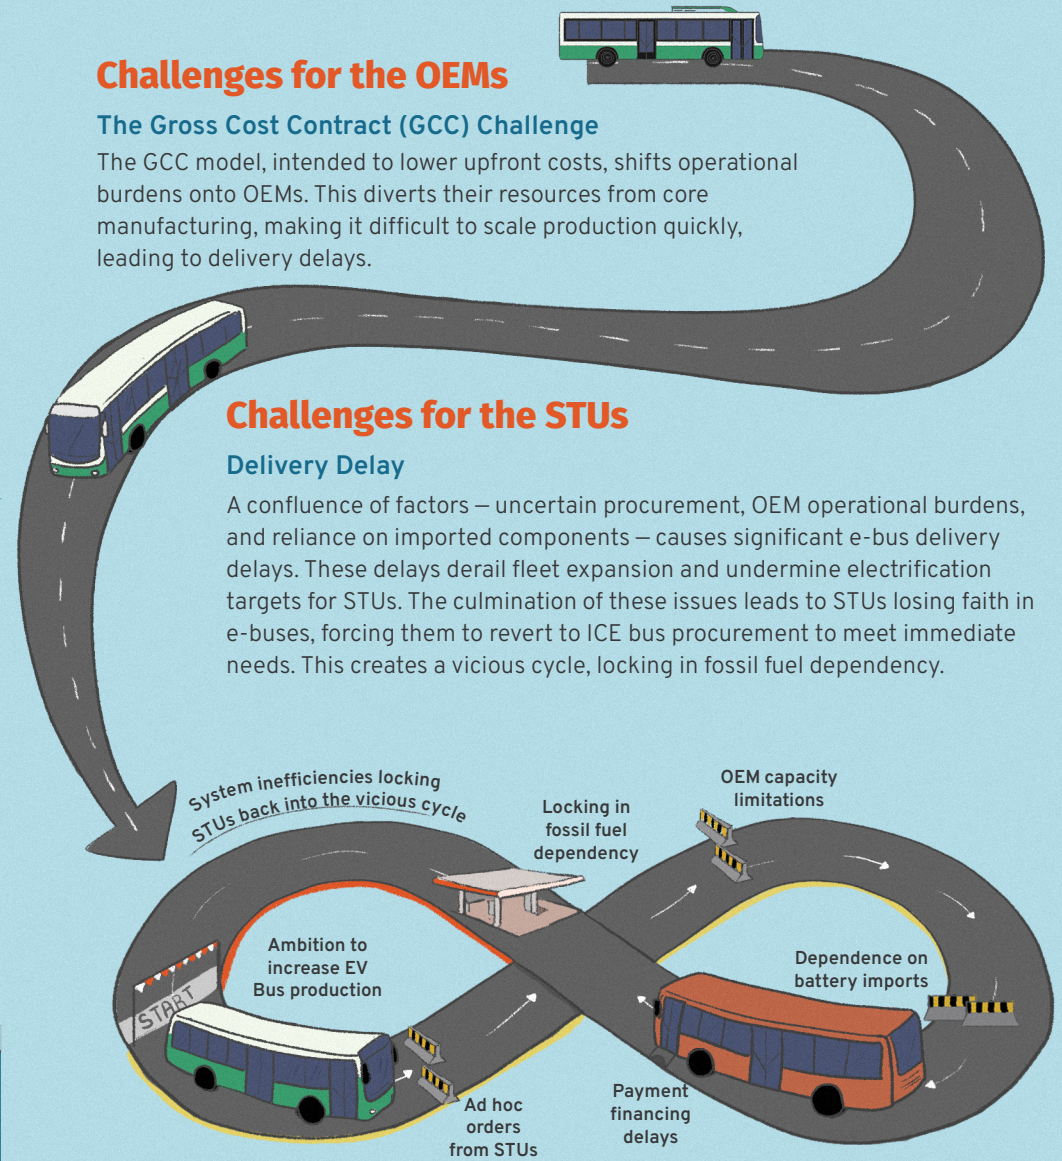 Challenges for the OEMs
The Gross Cost Contract (GCC) Challenge
The GCC model, intended to lower upfront costs, shifts operational
burdens onto OEMs. This diverts their resources from core
manufacturing, making it difficult to scale production quickly,
leading to delivery delays.
Challenges for the STUs
Delivery Delay
A confluence of factors — uncertain procurement, OEM operational burdens,
and reliance on imported components — causes significant e-bus delivery
delays. These delays derail fleet expansion and undermine electrification
targets for STUs. The culmination of these issues leads to STUs losing faith in
e-buses, forcing them to revert to ICE bus procurement to meet immediate
needs. This creates a vicious cycle, locking in fossil fuel dependency.
System inefficiencies locking
STUs back into the vicious cycle
Locking in
fossil fuel
dependency
OEM capacity
limitations
Ambition to
increase EV
Bus production
Dependence on
battery imports
START
Ad hoc
orders
from STUs
Payment
financing
delays